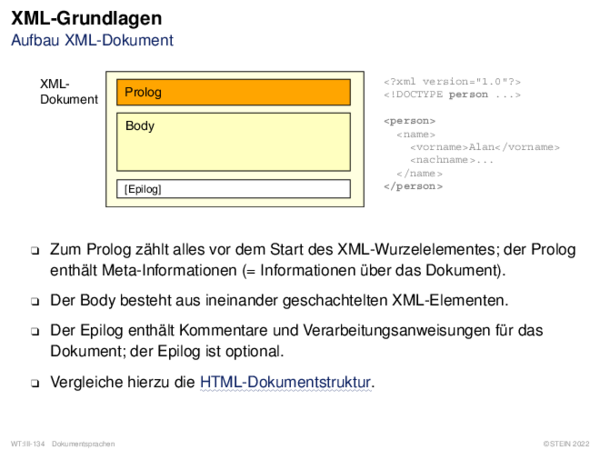 XML-Grundlagen
Aufbau XML-Dokument
XML-
Dokument
Prolog
Body
[Epilog]
<?xml version="1.0"?>
<!DOCTYPE person ...>
<person>
<name>
<vorname>Alan</vorname>
<nachname>...
</name>
</person>
❑ Zum Prolog zählt alles vor dem Start des XML-Wurzelelementes; der Prolog
enthält Meta-Informationen (= Informationen über das Dokument).
❑ Der Body besteht aus ineinander geschachtelten XML-Elementen.
❑ Der Epilog enthält Kommentare und Verarbeitungsanweisungen für das
Dokument; der Epilog ist optional.
❑ Vergleiche hierzu die HTML-Dokumentstruktur.
WT:III-134 Dokumentsprachen
©STEIN 2022